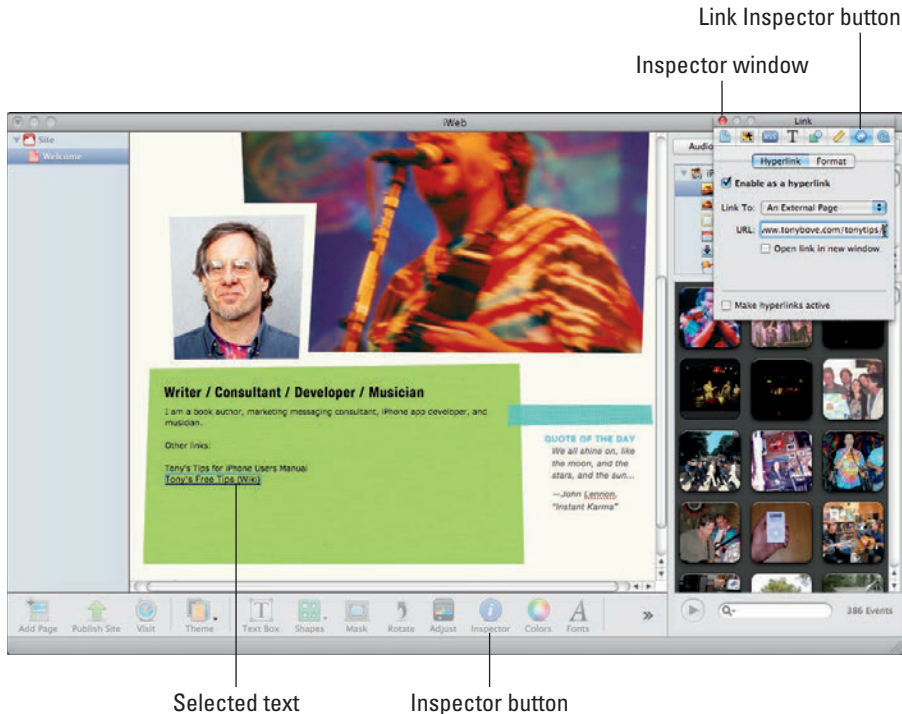 Link Inspector button
Inspector window
iWeb
Link
Site
Welcome
Audio
RSS T
Hyperlink Format
Enable as a hyperlink
Link To: An External Page
URL: www.tonybove.com/tonytips/
Open link in new window
Make hyperlinks active
Writer / Consultant / Developer / Musician
I am a book author, marketing messaging consultant, iPhone app developer, and
musician.
Other links:
Tony's Tips for iPhone Users Manual
Tony's Free Tips (Wiki)
QUOTE OF THE DAY
We all shine on, like
the moon, and the
stars, and the sun...
—John Lennon,
"Instant Karma"
386 Events
Add Page Publish Site Visit Theme Text Box Shapes Mask Rotate Adjust Inspector Colors Fonts
Selected text
Inspector button